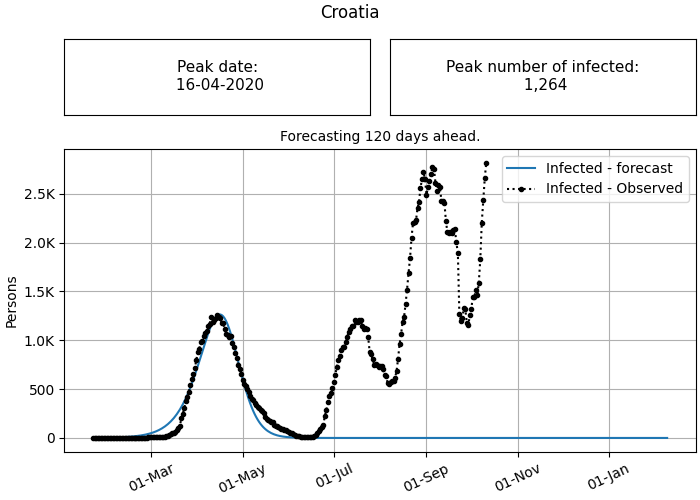 Croatia
Peak date:
16-04-2020
Peak number of infected:
1,264
Forecasting 120 days ahead.
Infected - forecast
Infected - Observed
Persons
2.5K
2.0K
1.5K
1.0K
500
0
01-Mar
01-May
01-Jul
01-Sep
01-Nov
01-Jan